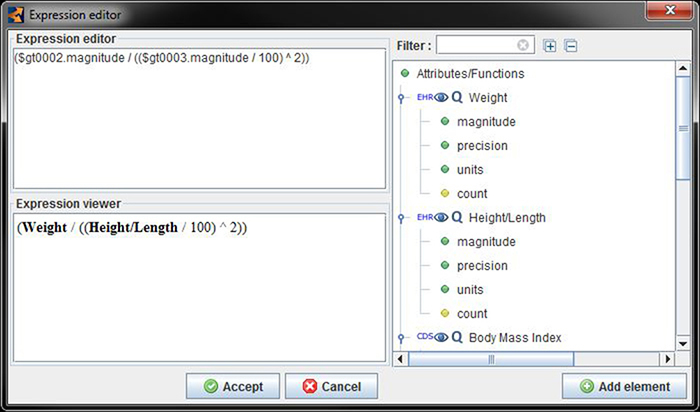 Expression editor
Expression editor
($gt0002.magnitude / (($gt0003.magnitude / 100) ^ 2))
Expression viewer
(Weight / ((Height/Length / 100) ^ 2))
Accept
Cancel
Filter :
Attributes/Functions
EHR Q Weight
magnitude
precision
units
count
EHR Q Height/Length
magnitude
precision
units
count
CDS Q Body Mass Index
Add element